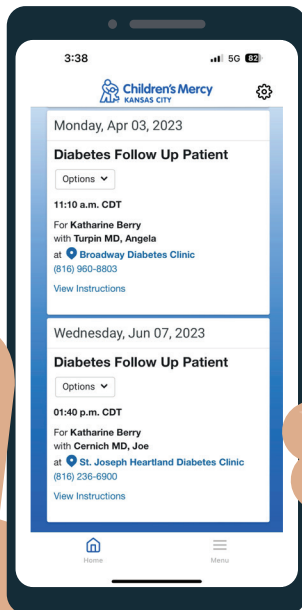 3:38
5G 82
Children's Mercy
KANSAS CITY
Monday, Apr 03, 2023
Diabetes Follow Up Patient
Options
11:10 a.m. CDT
For Katharine Berry
with Turpin MD, Angela
at Broadway Diabetes Clinic
(816) 960-8803
View Instructions
Wednesday, Jun 07, 2023
Diabetes Follow Up Patient
Options
01:40 p.m. CDT
For Katharine Berry
with Cernich MD, Joe
at St. Joseph Heartland Diabetes Clinic
(816) 236-6900
View Instructions
Home
Menu